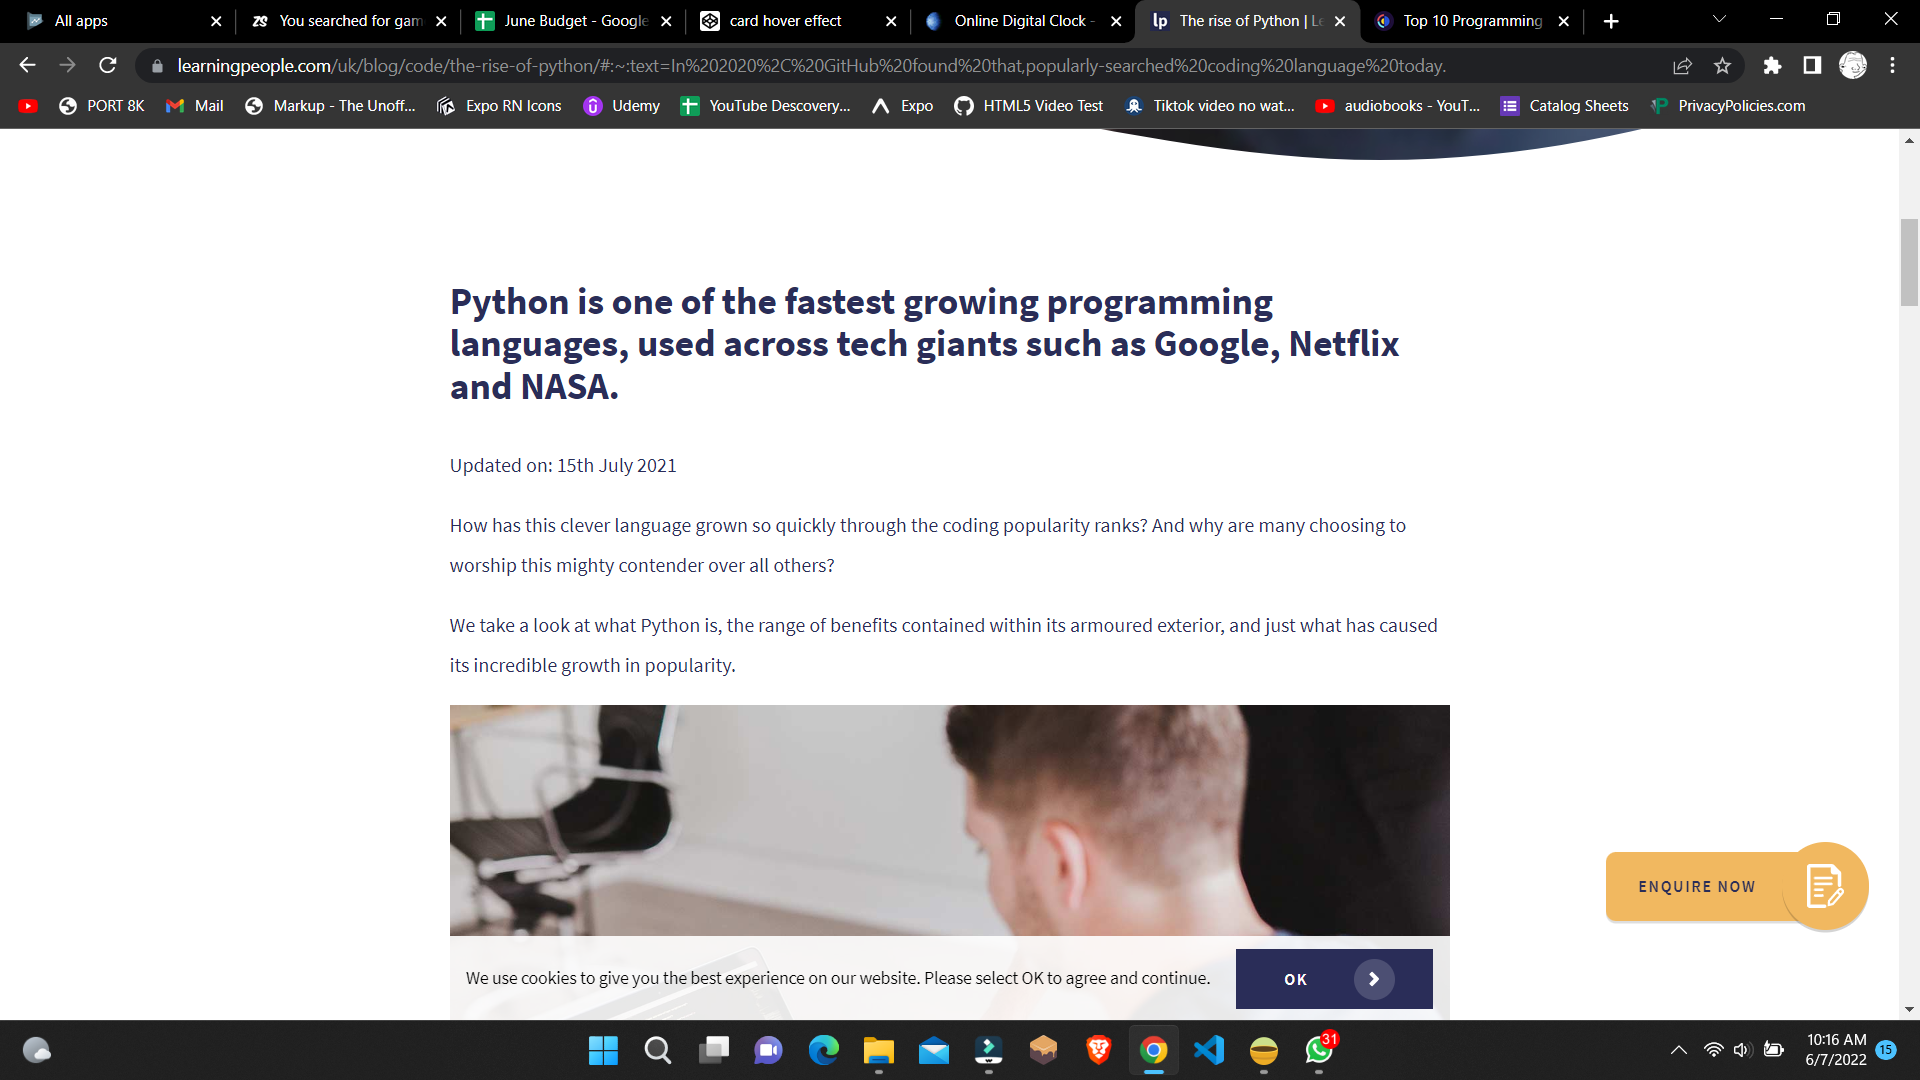 All apps
You searched for gam
June Budget - Google
card hover effect
Online Digital Clock -
lp The rise of Python | Le
Top 10 Programming
learningpeople.com/uk/blog/code/the-rise-of-python/#:~:text=In%202020%2C%20GitHub%20found%20that,popularly-searched%20coding%20language%20today.
PORT 8K
Mail
Markup - The Unoff...
Expo RN Icons
Udemy
YouTube Descovery...
Expo
HTML5 Video Test
Tiktok video no wat...
audiobooks - YouT...
Catalog Sheets
PrivacyPolicies.com
Python is one of the fastest growing programming
languages, used across tech giants such as Google, Netflix
and NASA.
Updated on: 15th July 2021
How has this clever language grown so quickly through the coding popularity ranks? And why are many choosing to
worship this mighty contender over all others?
We take a look at what Python is, the range of benefits contained within its armoured exterior, and just what has caused
its incredible growth in popularity.
ENQUIRE NOW
We use cookies to give you the best experience on our website. Please select OK to agree and continue.
OK
31
10:16 AM
6/7/2022
15